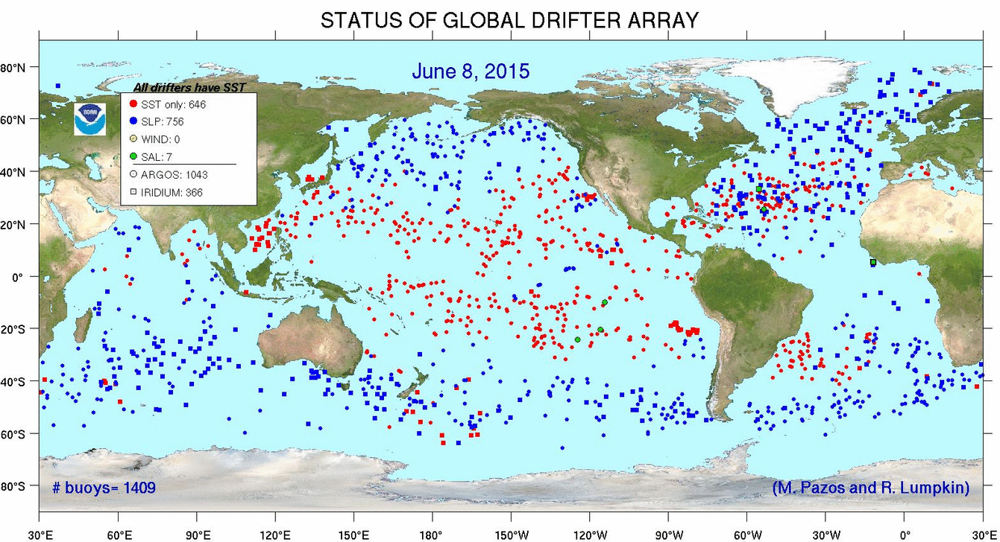 STATUS OF GLOBAL DRIFTER ARRAY
June 8, 2015
All drifters have SST
SST only: 646
SLP: 756
WIND: 0
SAL: 7
ARGOS: 1043
IRIDIUM: 366
NOAA
80°N
60°N
40°N
20°N
0°
20°S
40°S
60°S
80°S
# buoys= 1409
(M. Pazos and R. Lumpkin)
30°E 60°E 90°E 120°E 150°E 180° 150°W 120°W 90°W 60°W 30°W 0° 30°E